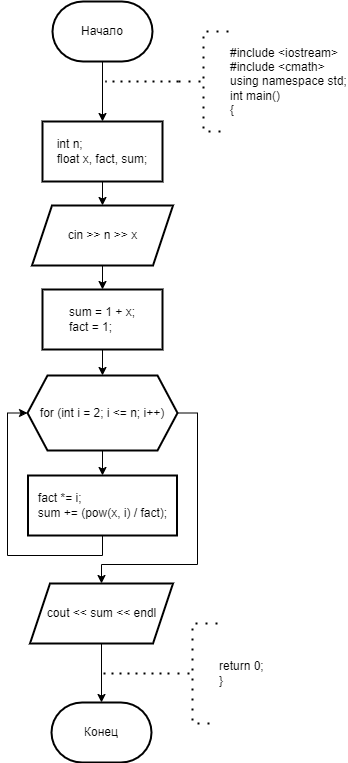 Начало
#include <iostream>
#include <cmath>
using namespace std;
int main()
{
int n;
float x, fact, sum;
cin >> n >> x
sum = 1 + x;
fact = 1;
for (int i = 2; i <= n; i++)
fact *= i;
sum += (pow(x, i) / fact);
cout << sum << endl
return 0;
}
Конец